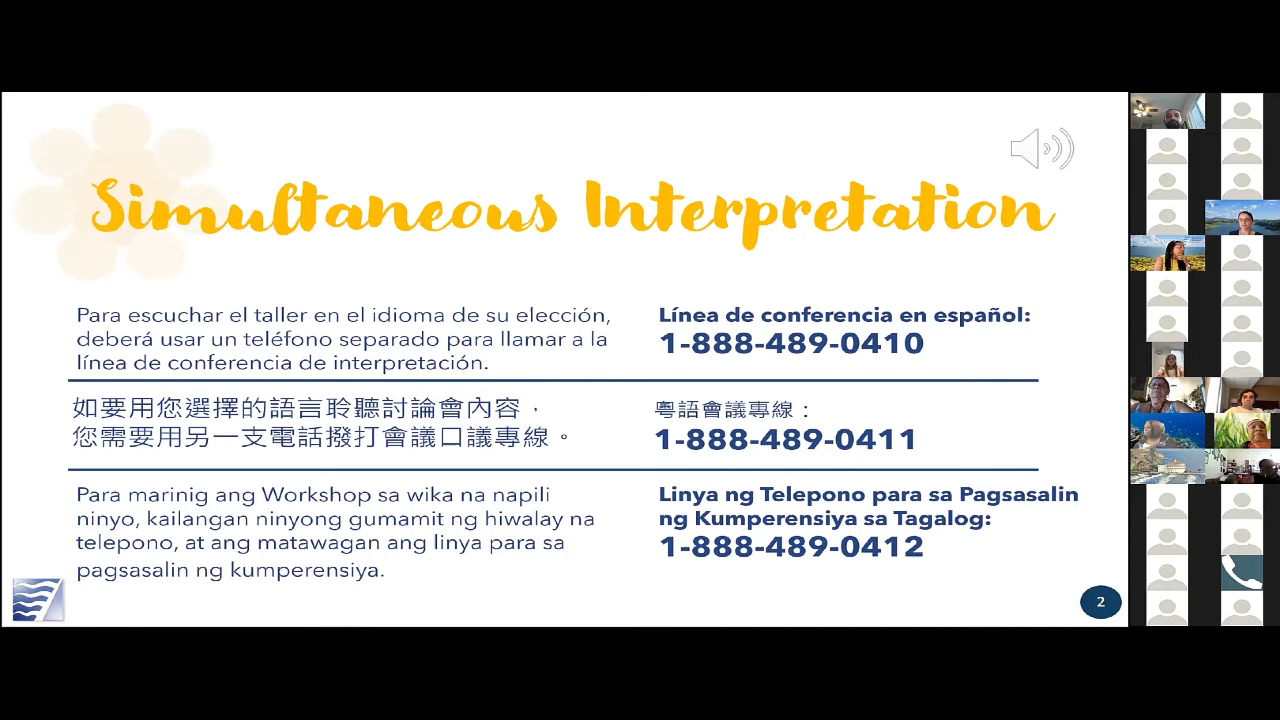 Simultaneous Interpretation
Para escuchar el taller en el idioma de su elección,
deberá usar un teléfono separado para llamar a la
línea de conferencia de interpretación.
Línea de conferencia en español:
1-888-489-0410
如要用您選擇的語言聆聽討論會內容，
您需要用另一支電話撥打會議口議專線。
粵語會議專線：
1-888-489-0411
Para marinig ang Workshop sa wika na napili
ninyo, kailangan ninyong gumamit ng hiwalay na
telepono, at ang matawagan ang linya para sa
pagsasalin ng kumperensiya.
Linya ng Telepono para sa Pagsasalin
ng Kumperensiya sa Tagalog:
1-888-489-0412
2